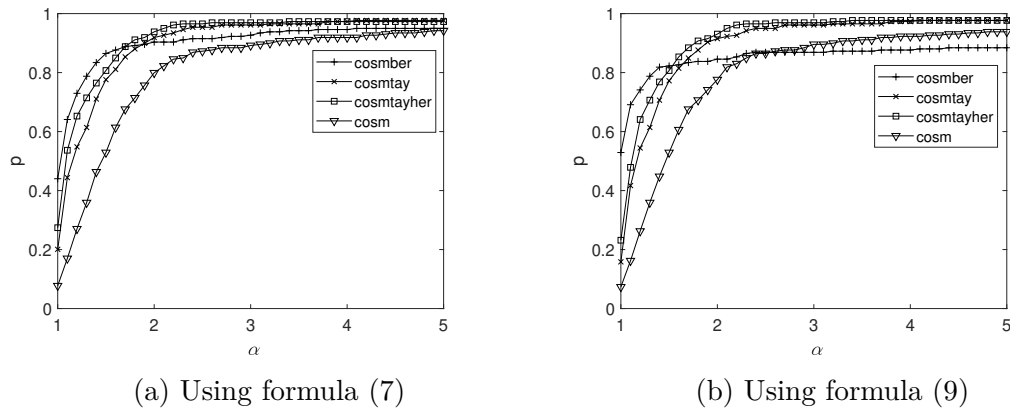 1
0.8
0.6
0.4
0.2
0
p
1 2 3 4 5
α
cosmber
cosmtay
cosmtayher
cosm
(a) Using formula (7)
1
0.8
0.6
0.4
0.2
0
p
1 2 3 4 5
α
cosmber
cosmtay
cosmtayher
cosm
(b) Using formula (9)